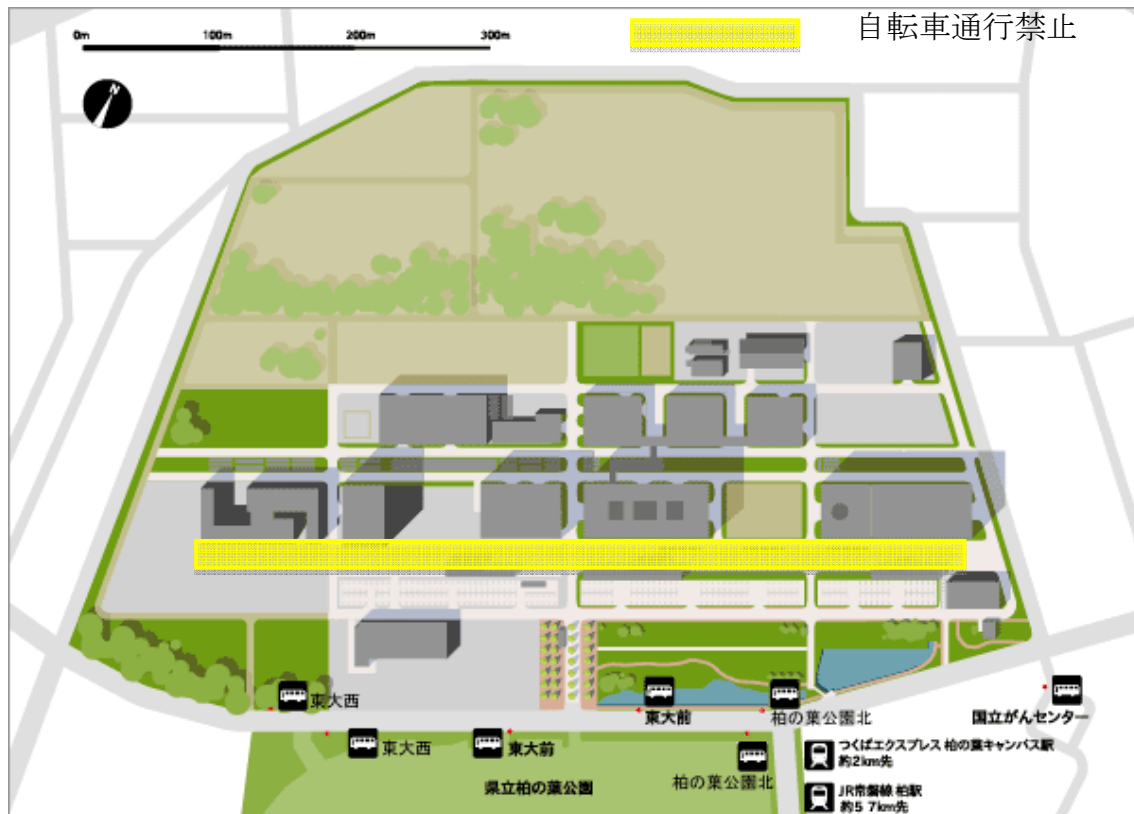 0m 100m 200m 300m
自転車通行禁止
N
東大西
東大前
柏の葉公園北
国立がんセンター
東大西
東大前
柏の葉公園北
つくばエクスプレス 柏の葉キャンパス駅
約2km先
県立柏の葉公園
JR常磐線 柏駅
約5 7km先